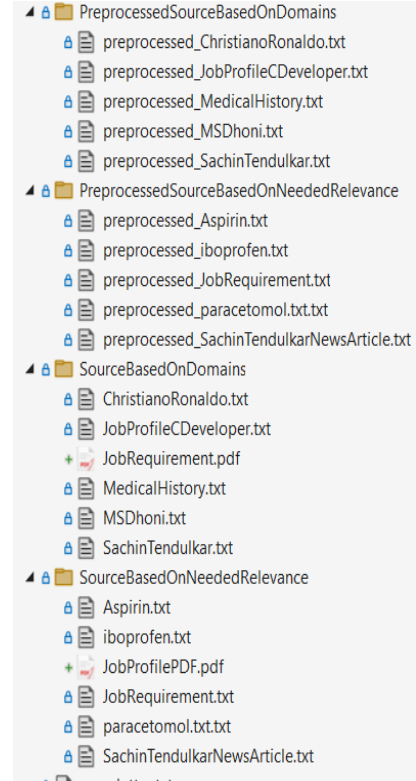 PreprocessedSourceBasedOnDomains
preprocessed_ChristianoRonaldo.txt
preprocessed_JobProfileCDeveloper.txt
preprocessed_MedicalHistory.txt
preprocessed_MSDhoni.txt
preprocessed_SachinTendulkar.txt
PreprocessedSourceBasedOnNeededRelevance
preprocessed_Aspirin.txt
preprocessed_iboprofen.txt
preprocessed_JobRequirement.txt
preprocessed_paracetomol.txt.txt
preprocessed_SachinTendulkarNewsArticle.txt
SourceBasedOnDomains
ChristianoRonaldo.txt
JobProfileCDeveloper.txt
JobRequirement.pdf
MedicalHistory.txt
MSDhoni.txt
SachinTendulkar.txt
SourceBasedOnNeededRelevance
Aspirin.txt
iboprofen.txt
JobProfilePDF.pdf
JobRequirement.txt
paracetomol.txt.txt
SachinTendulkarNewsArticle.txt